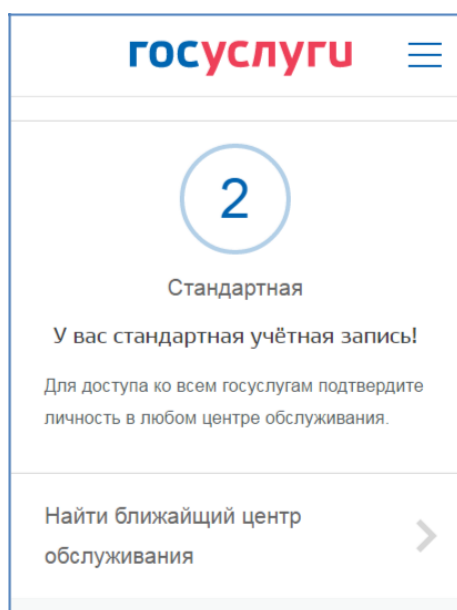 госуслуги
2
Стандартная
У вас стандартная учётная запись!
Для доступа ко всем госуслугам подтвердите
личность в любом центре обслуживания.
Найти ближайший центр
обслуживания